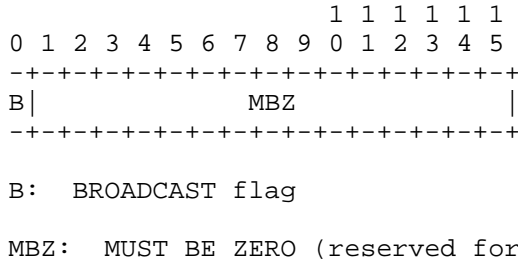 1 1 1 1 1 1
0 1 2 3 4 5 6 7 8 9 0 1 2 3 4 5
-+-+-+-+-+-+-+-+-+-+-+-+-+-+-+-+
B|             MBZ             |
-+-+-+-+-+-+-+-+-+-+-+-+-+-+-+-+
B:  BROADCAST flag
MBZ:  MUST BE ZERO (reserved for